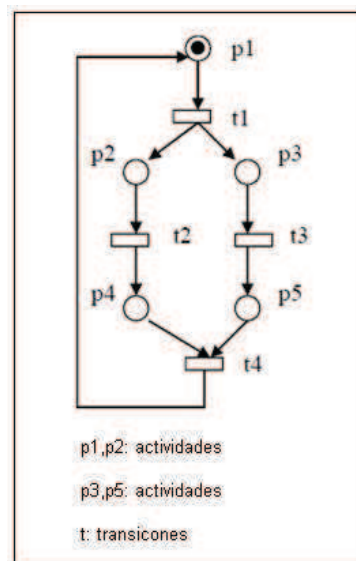 p1
t1
p2 p3
t2 t3
p4 p5
t4
p1,p2: actividades
p3,p5: actividades
t: transicones